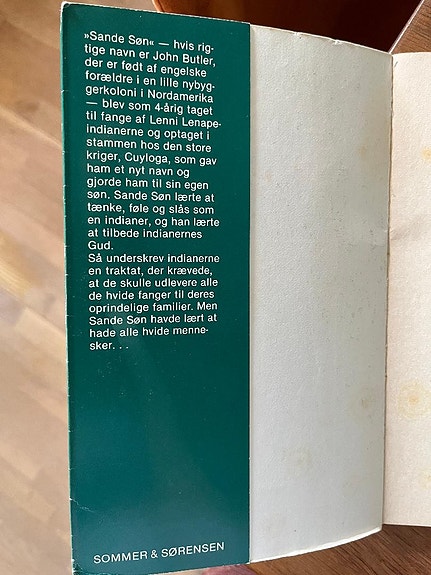 »Sande Søn« — hvis rig-
tige navn er John Butler,
der er født af engelske
forældre i en lille nybyg-
gerkoloni i Nordamerika
— blev som 4-årig taget
til fange af Lenni Lenape-
indianerne og optaget i
stammen hos den store
kriger, Cuyloga, som gav
ham et nyt navn og
gjorde ham til sin egen
søn. Sande Søn lærte at
tænke, føle og slås som
en indianer, og han lærte
at tilbede indianernes
Gud.
Så underskrev indianerne
en traktat, der krævede,
at de skulle udlevere alle
de hvide fanger til deres
oprindelige familier. Men
Sande Søn havde lært at
hade alle hvide menne-
sker. . .
SOMMER & SØRENSEN